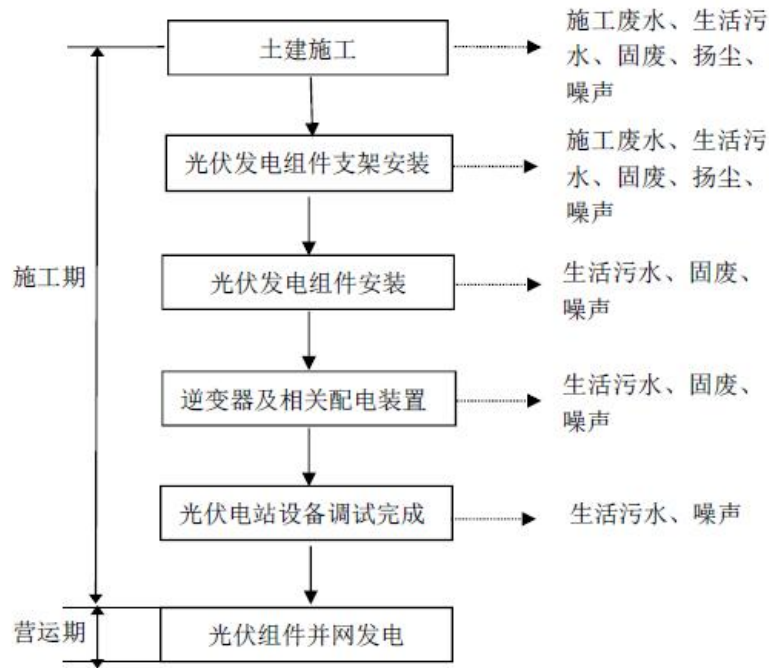 土建施工
施工废水、生活污
水、固废、扬尘、
噪声
光伏发电组件支架安装
施工废水、生活污
水、固废、扬尘、
噪声
施工期
光伏发电组件安装
生活污水、固废、
噪声
逆变器及相关配电装置
生活污水、固废、
噪声
光伏电站设备调试完成
生活污水、噪声
营运期
光伏组件并网发电